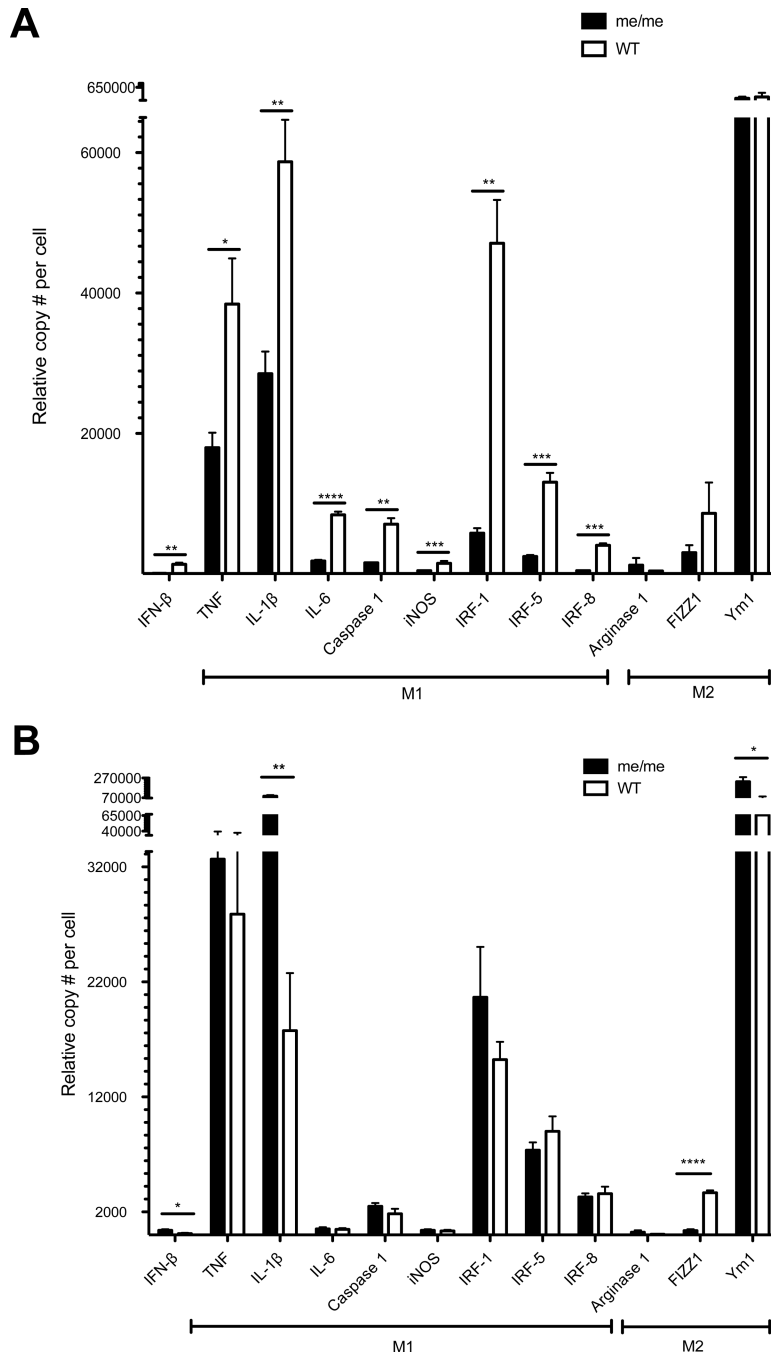 A
me/me
WT
650000
**
60000
**
*
40000
Relative copy # per cell
20000
***
****
**
***
***
**
IFN-β
TNF
IL-1β
IL-6
Caspase 1
iNOS
IRF-1
IRF-5
IRF-8
Arginase 1
FIZZ1
Ym1
M1
M2
B
me/me
WT
*
**
270000
70000
65000
40000
32000
Relative copy # per cell
22000
12000
****
*
2000
IFN-β
TNF
IL-1β
IL-6
Caspase 1
iNOS
IRF-1
IRF-5
IRF-8
Arginase 1
FIZZ1
Ym1
M1
M2